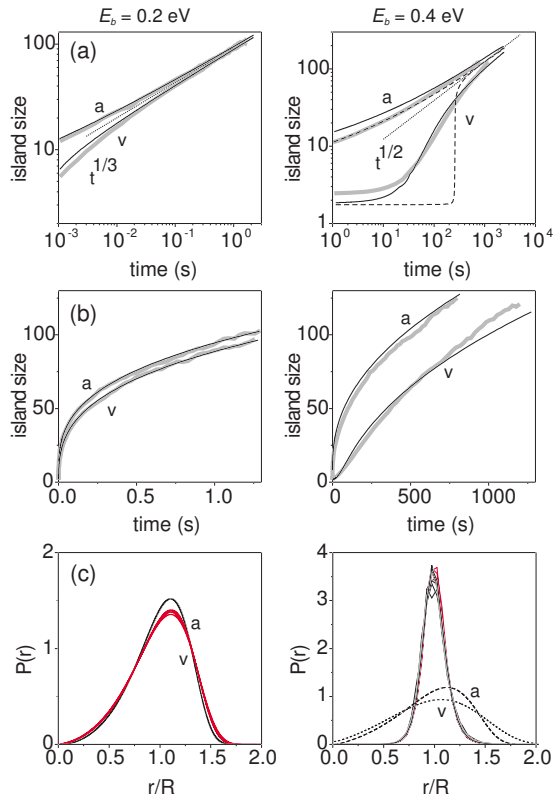 E_b = 0.2 eV
E_b = 0.4 eV
(a)
island size
100
10
a
v
t^1/3
10^-3 10^-2 10^-1 10^0
time (s)
island size
100
10
1
a
v
t^1/2
10^0 10^1 10^2 10^3 10^4
time (s)
(b)
island size
100
50
0
a
v
0.0 0.5 1.0
time (s)
island size
100
50
0
a
v
0 500 1000
time (s)
(c)
P(r)
2
1
0
a
v
0.0 0.5 1.0 1.5 2.0
r/R
P(r)
4
3
2
1
0
a
v
0.0 0.5 1.0 1.5 2.0
r/R